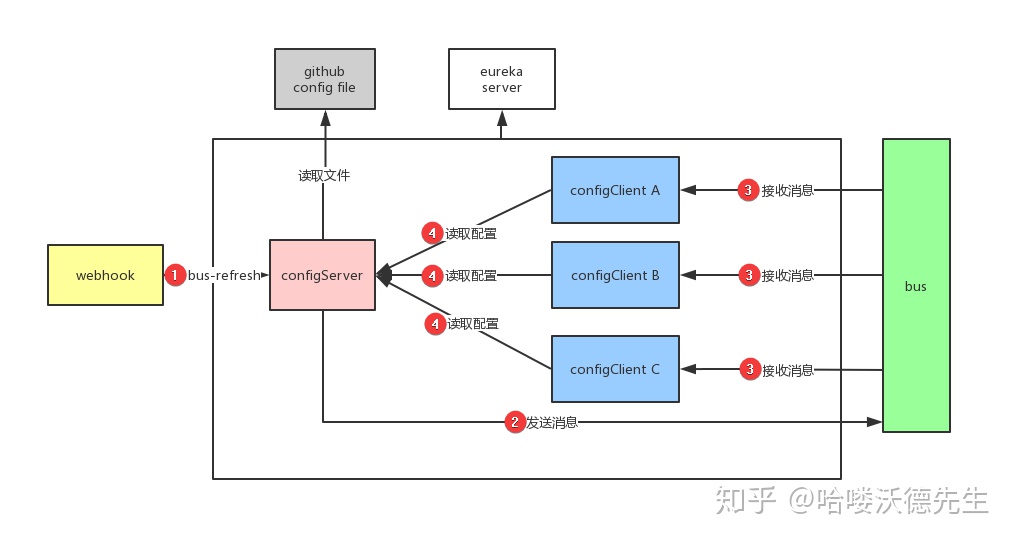 github
config file
eureka
server
读取文件
configClient A
3 接收消息
4 读取配置
webhook
1 bus-refresh
configServer
4 读取配置
configClient B
3 接收消息
bus
4 读取配置
configClient C
3 接收消息
2 发送消息
知乎 @哈喽沃德先生